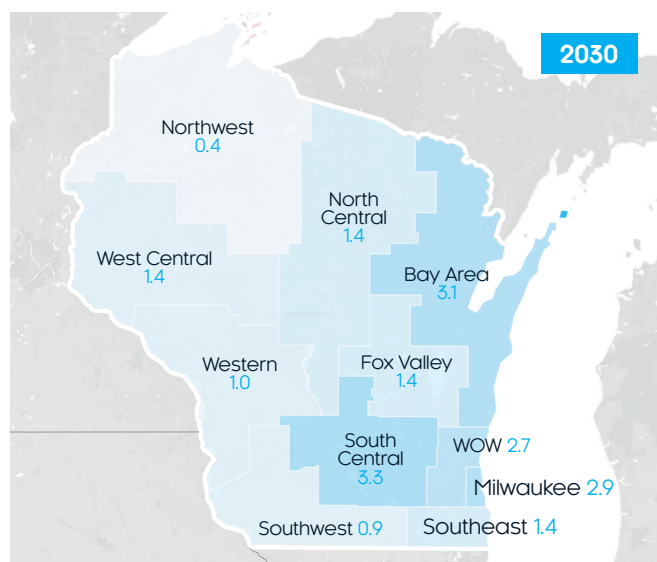 2030
Northwest
0.4
North
Central
1.4
West Central
1.4
Bay Area
3.1
Western
1.0
Fox Valley
1.4
South
Central
3.3
WOW 2.7
Milwaukee 2.9
Southwest 0.9
Southeast 1.4